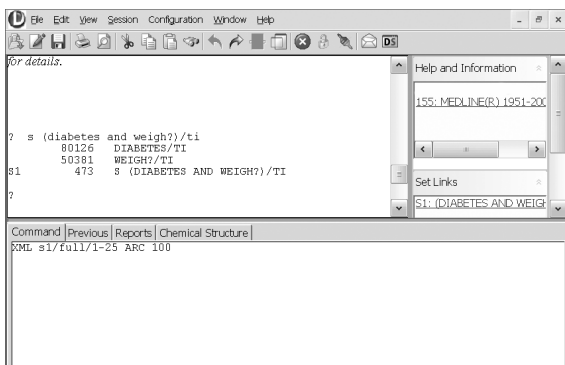 File Edit View Session Configuration Window Help
DS
for details.
? s (diabetes and weigh?)/ti
80126 DIABETES/TI
50381 WEIGH?/TI
S1 473 S (DIABETES AND WEIGH?)/TI
?
Help and Information
155: MEDLINE(R) 1951-200
Set Links
S1: (DIABETES AND WEIGH
Command Previous Reports Chemical Structure
XML s1/full/1-25 ARC 100